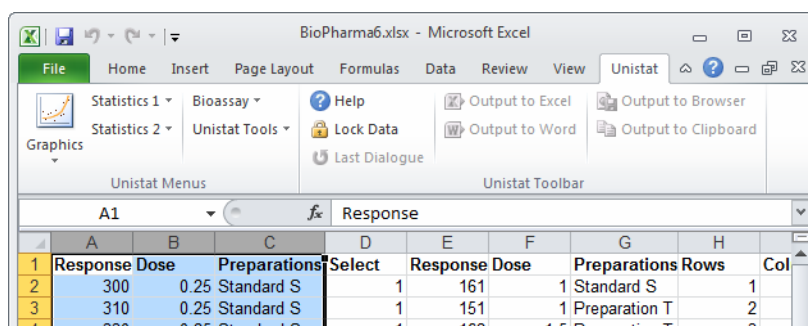 BioPharma6.xlsx - Microsoft Excel
File Home Insert Page Layout Formulas Data Review View Unistat
Statistics 1 Bioassay Help Output to Excel Output to Browser
Statistics 2 Unistat Tools Lock Data Output to Word Output to Clipboard
Graphics Last Dialogue
Unistat Menus Unistat Toolbar
A1 fx Response
A B C D E F G H
1 Response Dose Preparations Select Response Dose Preparations Rows Col
2 300 0.25 Standard S 1 161 1 Standard S 1
3 310 0.25 Standard S 1 151 1 Preparation T 2